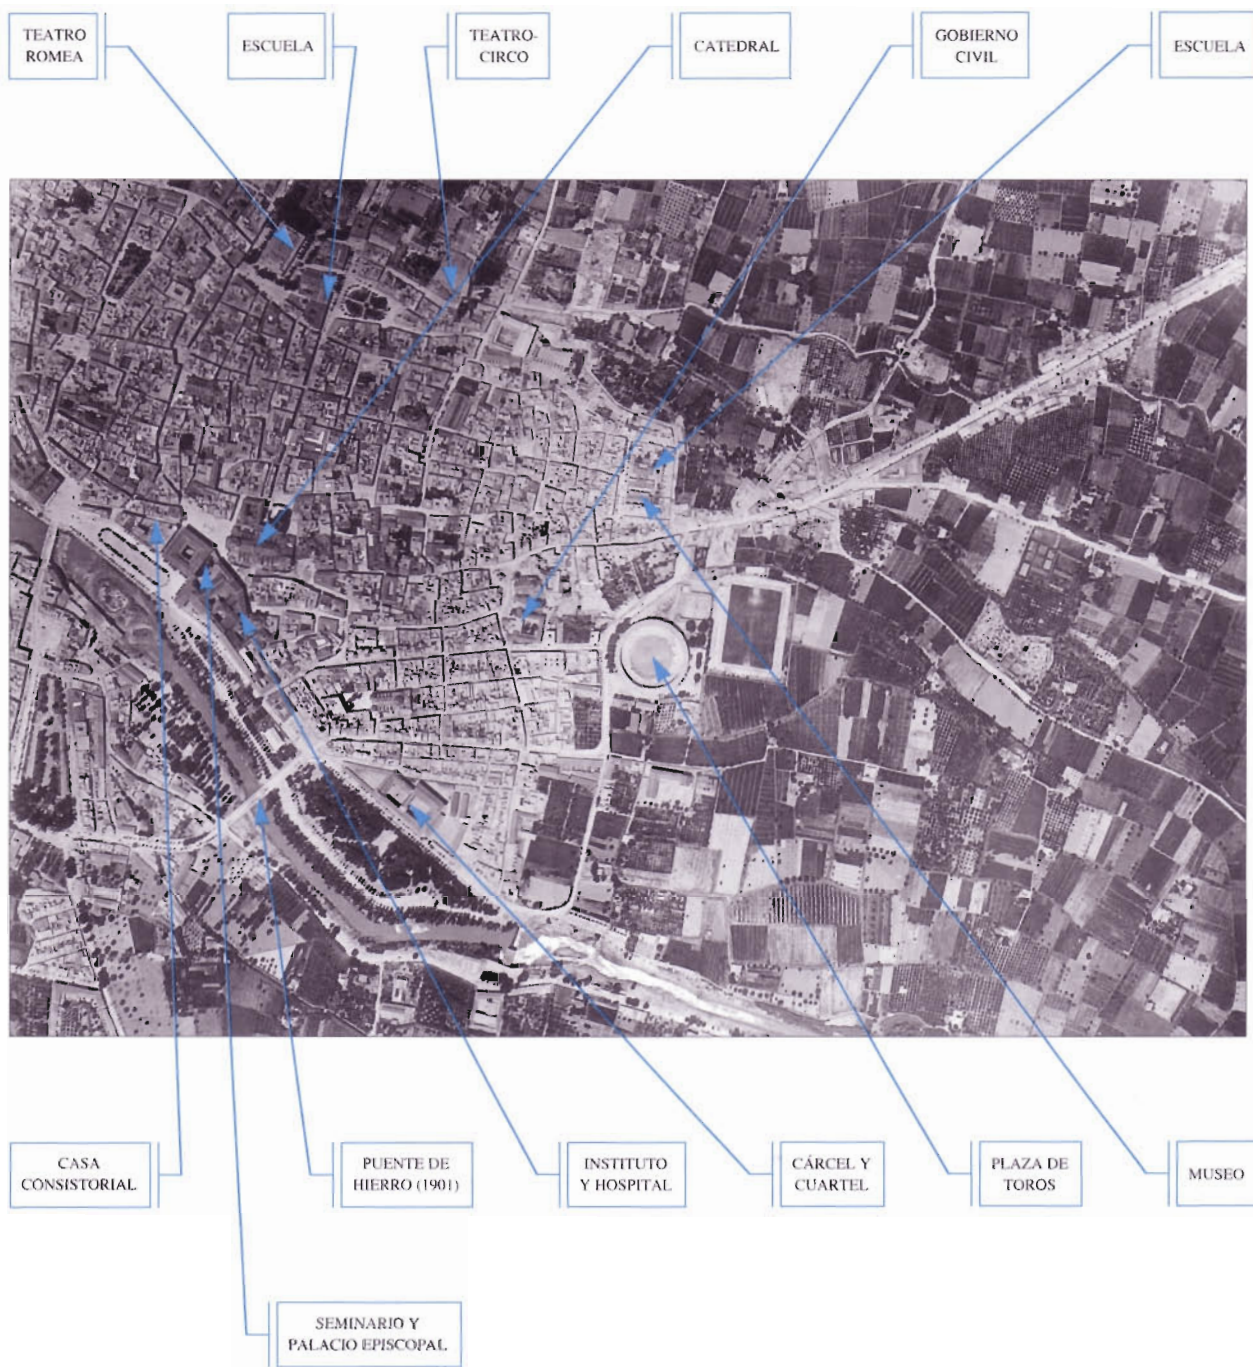 TEATRO
ROMEA
ESCUELA
TEATRO-
CIRCO
CATEDRAL
GOBIERNO
CIVIL
ESCUELA
CASA
CONSISTORIAL
PUENTE DE
HIERRO (1901)
INSTITUTO
Y HOSPITAL
CÁRCEL Y
CUARTEL
PLAZA DE
TOROS
MUSEO
SEMINARIO Y
PALACIO EPISCOPAL